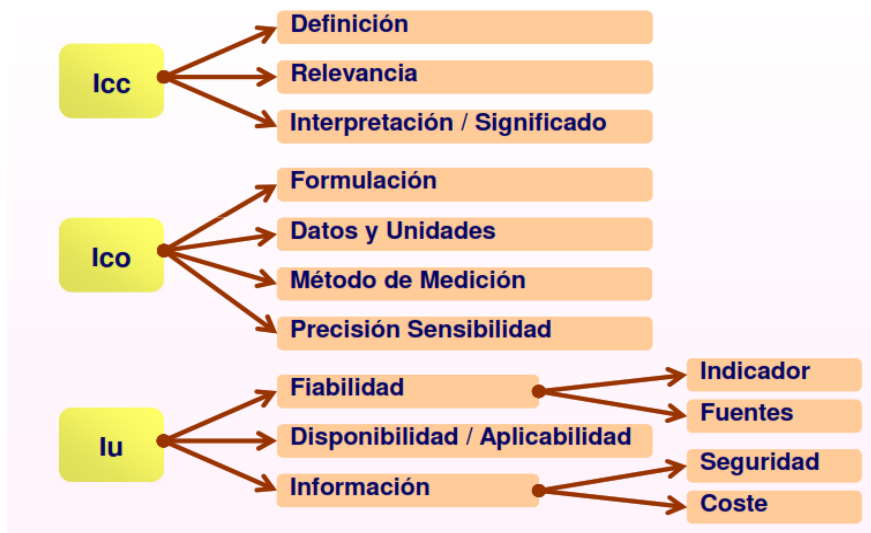 Icc
Definición
Relevancia
Interpretación / Significado
Ico
Formulación
Datos y Unidades
Método de Medición
Precisión Sensibilidad
Iu
Fiabilidad
Indicador
Fuentes
Disponibilidad / Aplicabilidad
Información
Seguridad
Coste